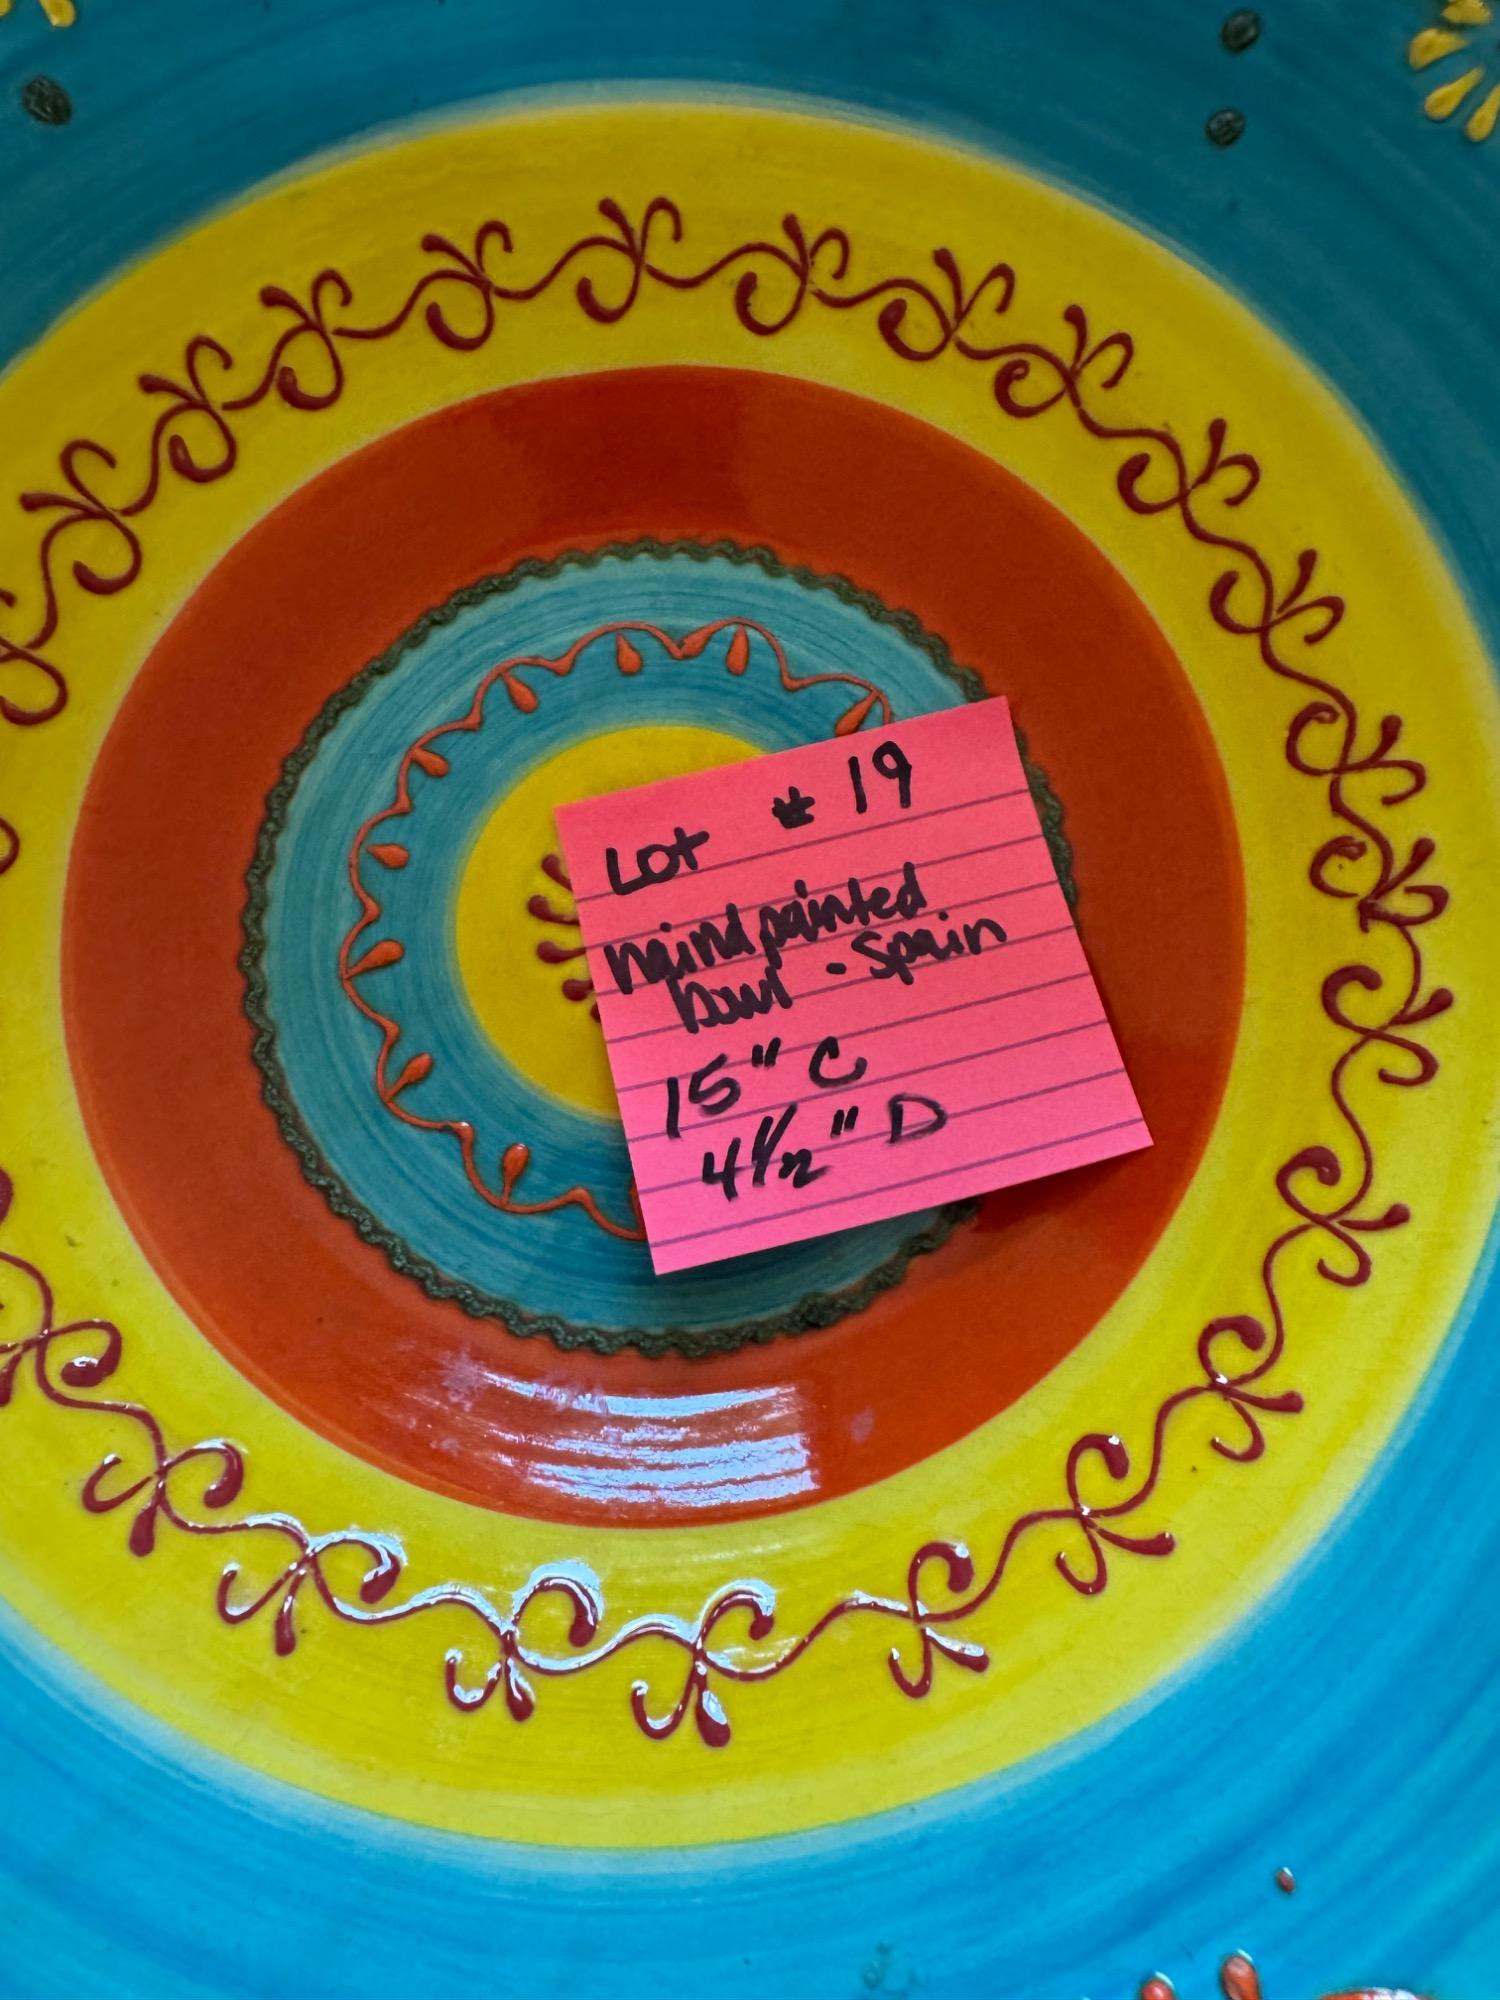 Lot # 19
hand painted
bowl - Spain
15" C
4 1/2" D